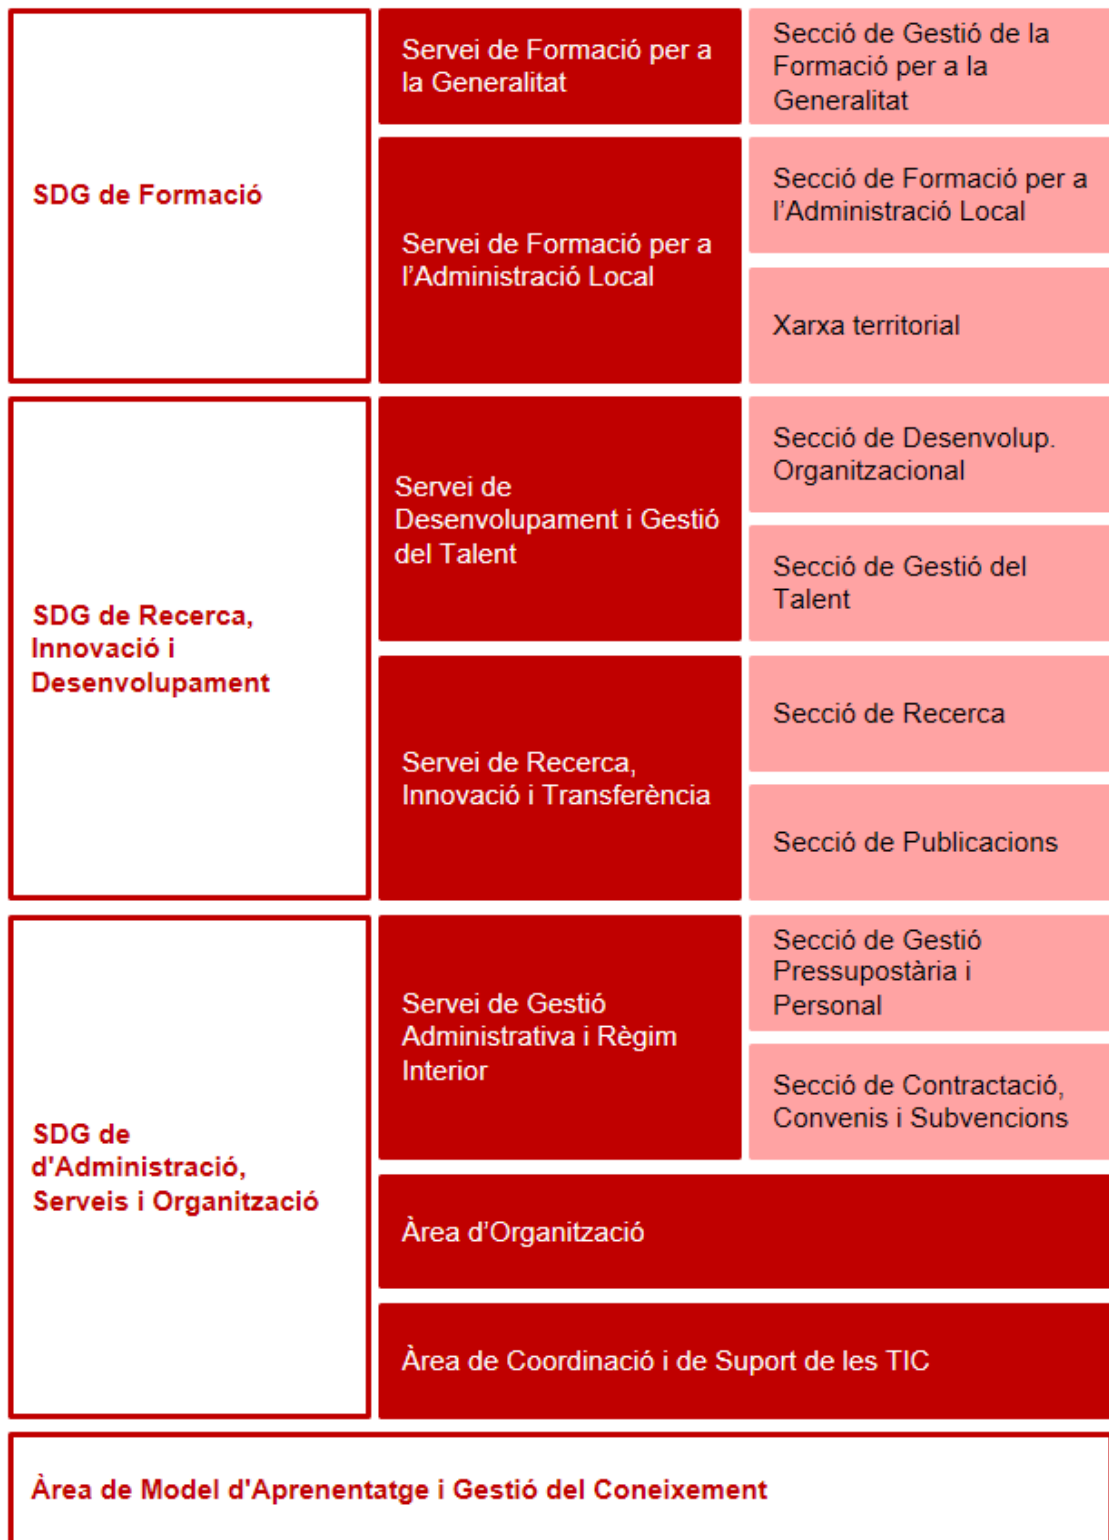 SDG de Formació
Servei de Formació per a
la Generalitat
Secció de Gestió de la
Formació per a la
Generalitat
Servei de Formació per a
l’Administració Local
Secció de Formació per a
l’Administració Local
Xarxa territorial
SDG de Recerca,
Innovació i
Desenvolupament
Servei de
Desenvolupament i Gestió
del Talent
Secció de Desenvolup.
Organitzacional
Secció de Gestió del
Talent
Servei de Recerca,
Innovació i Transferència
Secció de Recerca
Secció de Publicacions
SDG de
d'Administració,
Serveis i Organització
Servei de Gestió
Administrativa i Règim
Interior
Secció de Gestió
Pressupostària i
Personal
Secció de Contractació,
Convenis i Subvencions
Àrea d’Organització
Àrea de Coordinació i de Suport de les TIC
Àrea de Model d'Aprenentatge i Gestió del Coneixement